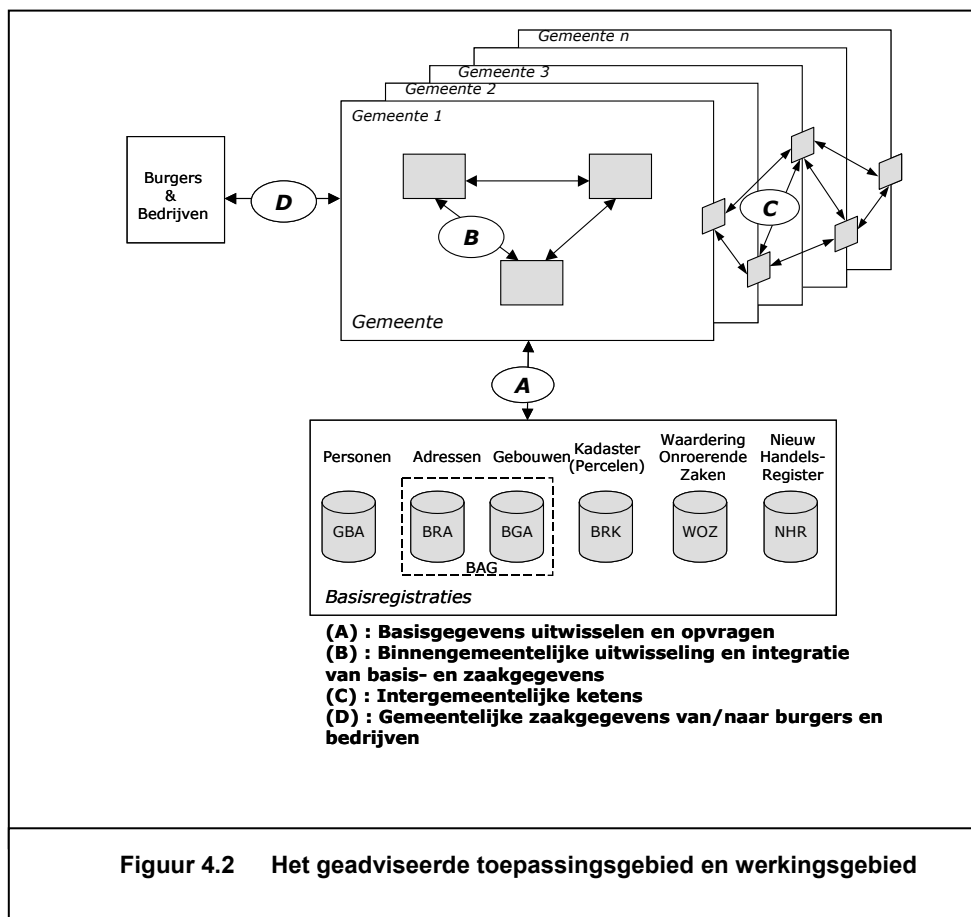 Gemeente n
Gemeente 3
Gemeente 2
Gemeente 1
Burgers
&
Bedrijven
D
B
C
Gemeente
A
Personen
Adressen
Gebouwen
Kadaster
(Percelen)
Waardering
Onroerende
Zaken
Nieuw
Handels-
Register
GBA
BRA
BGA
BRK
WOZ
NHR
BAG
Basisregistraties
(A) : Basisgegevens uitwisselen en opvragen
(B) : Binnengemeentelijke uitwisseling en integratie
van basis- en zaakgegevens
(C) : Intergemeentelijke ketens
(D) : Gemeentelijke zaakgegevens van/naar burgers en
bedrijven
Figuur 4.2 Het geadviseerde toepassingsgebied en werkingsgebied